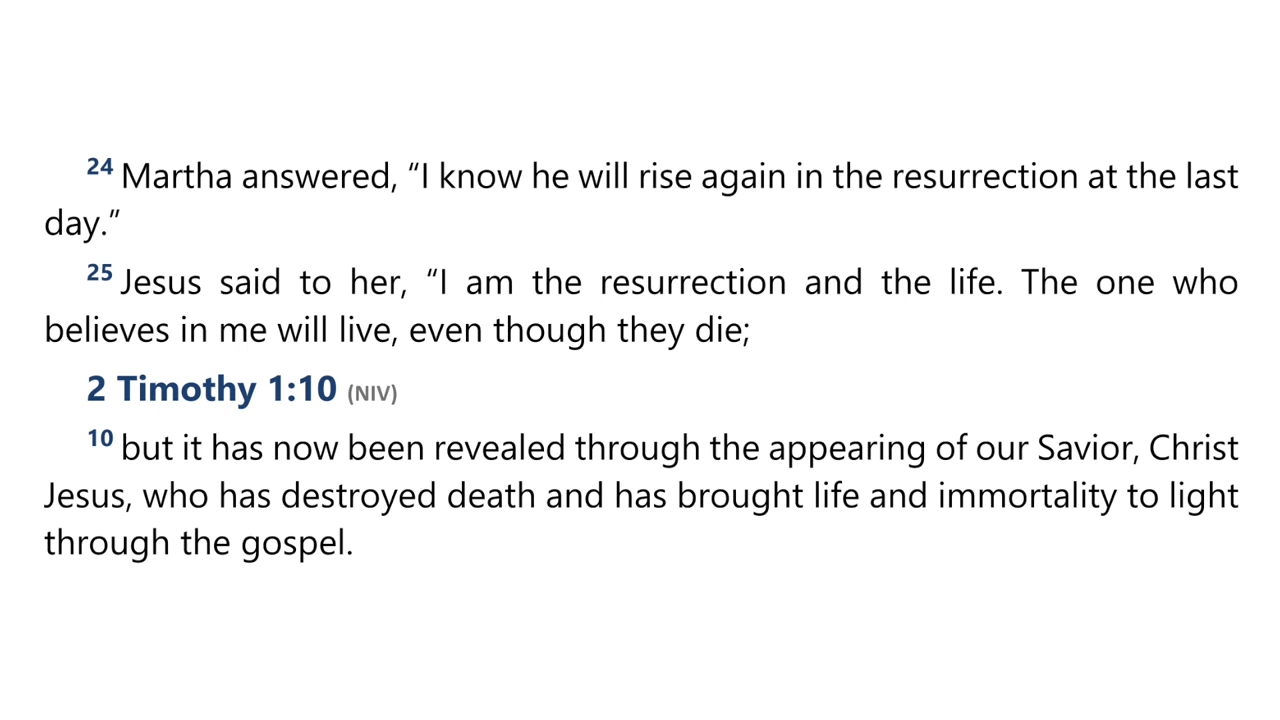 24 Martha answered, “I know he will rise again in the resurrection at the last
day.”
25 Jesus said to her, “I am the resurrection and the life. The one who
believes in me will live, even though they die;
2 Timothy 1:10 (NIV)
10 but it has now been revealed through the appearing of our Savior, Christ
Jesus, who has destroyed death and has brought life and immortality to light
through the gospel.